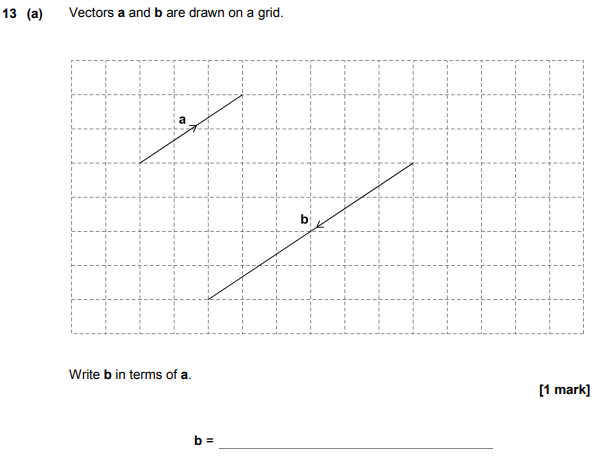 13 (a) Vectors a and b are drawn on a grid.
a
b
Write b in terms of a.
[1 mark]
b =